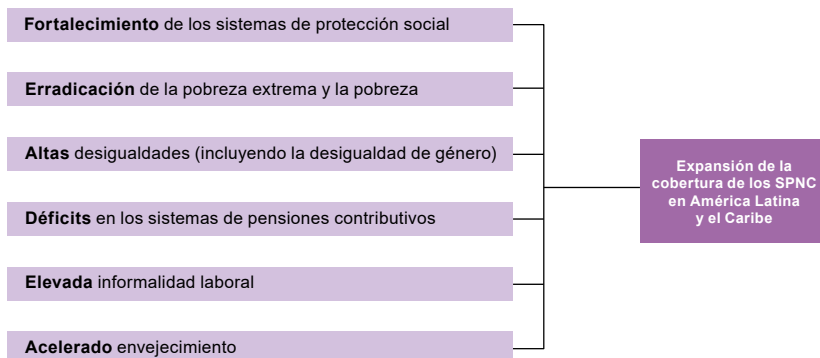 Fortalecimiento de los sistemas de protección social
Erradicación de la pobreza extrema y la pobreza
Altas desigualdades (incluyendo la desigualdad de género)
Déficits en los sistemas de pensiones contributivos
Elevada informalidad laboral
Acelerado envejecimiento
Expansión de la
cobertura de los SPNC
en América Latina
y el Caribe